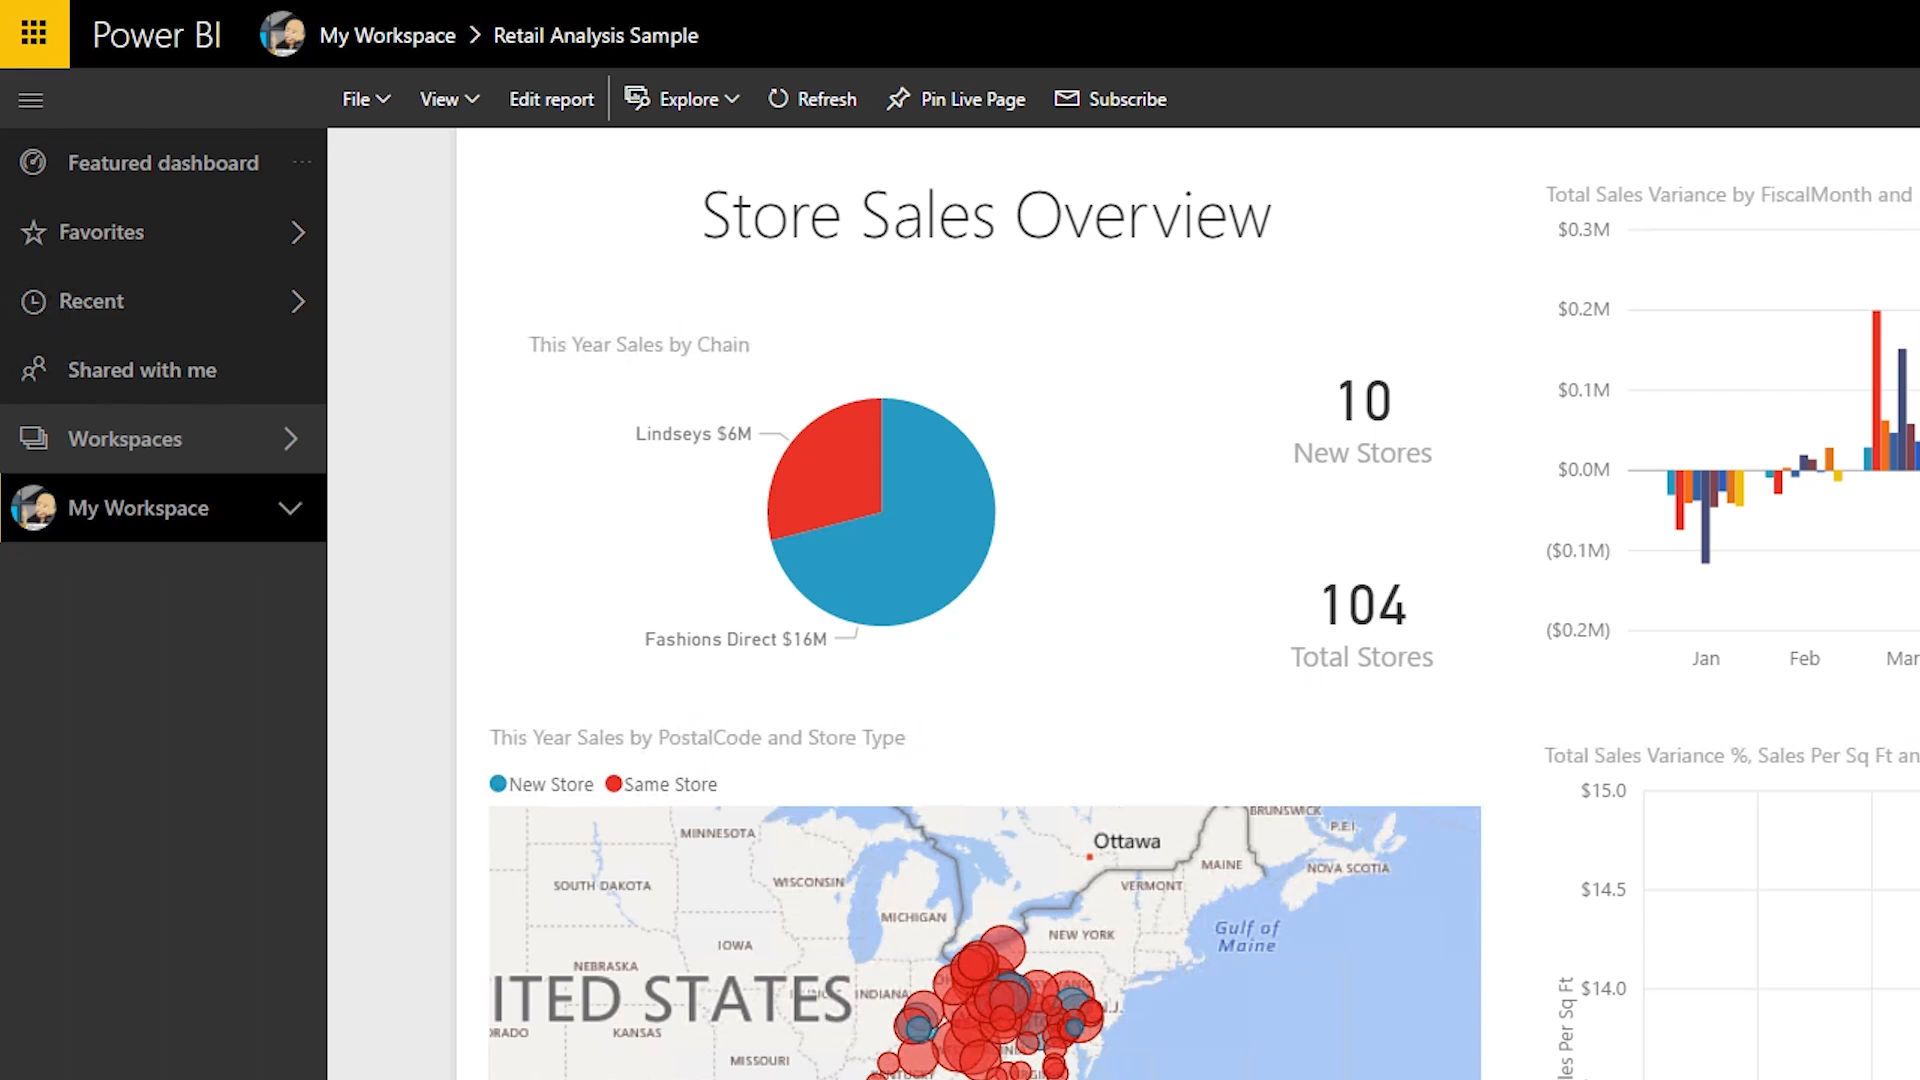 Power BI
My Workspace > Retail Analysis Sample
File
View
Edit report
Explore
Refresh
Pin Live Page
Subscribe
Featured dashboard
...
Favorites
Recent
Shared with me
Workspaces
My Workspace
Store Sales Overview
This Year Sales by Chain
Lindseys $6M
Fashions Direct $16M
10
New Stores
104
Total Stores
Total Sales Variance by FiscalMonth and
$0.3M
$0.2M
$0.1M
$0.0M
($0.1M)
($0.2M)
Jan Feb Mar
This Year Sales by PostalCode and Store Type
New Store Same Store
BRUNSWICK
P.E.I.
MINNESOTA
Ottawa
MAINE
NOVA SCOTIA
SOUTH DAKOTA
WISCONSIN
VERMONT
MICHIGAN
NEW YORK
Gulf of
Maine
IOWA
NEBRASKA
ITED STATES
INDIANA
N.J.
KANSAS
MISSOURI
Total Sales Variance %, Sales Per Sq Ft an
$15.0
$14.5
$14.0
les Per Sq Ft